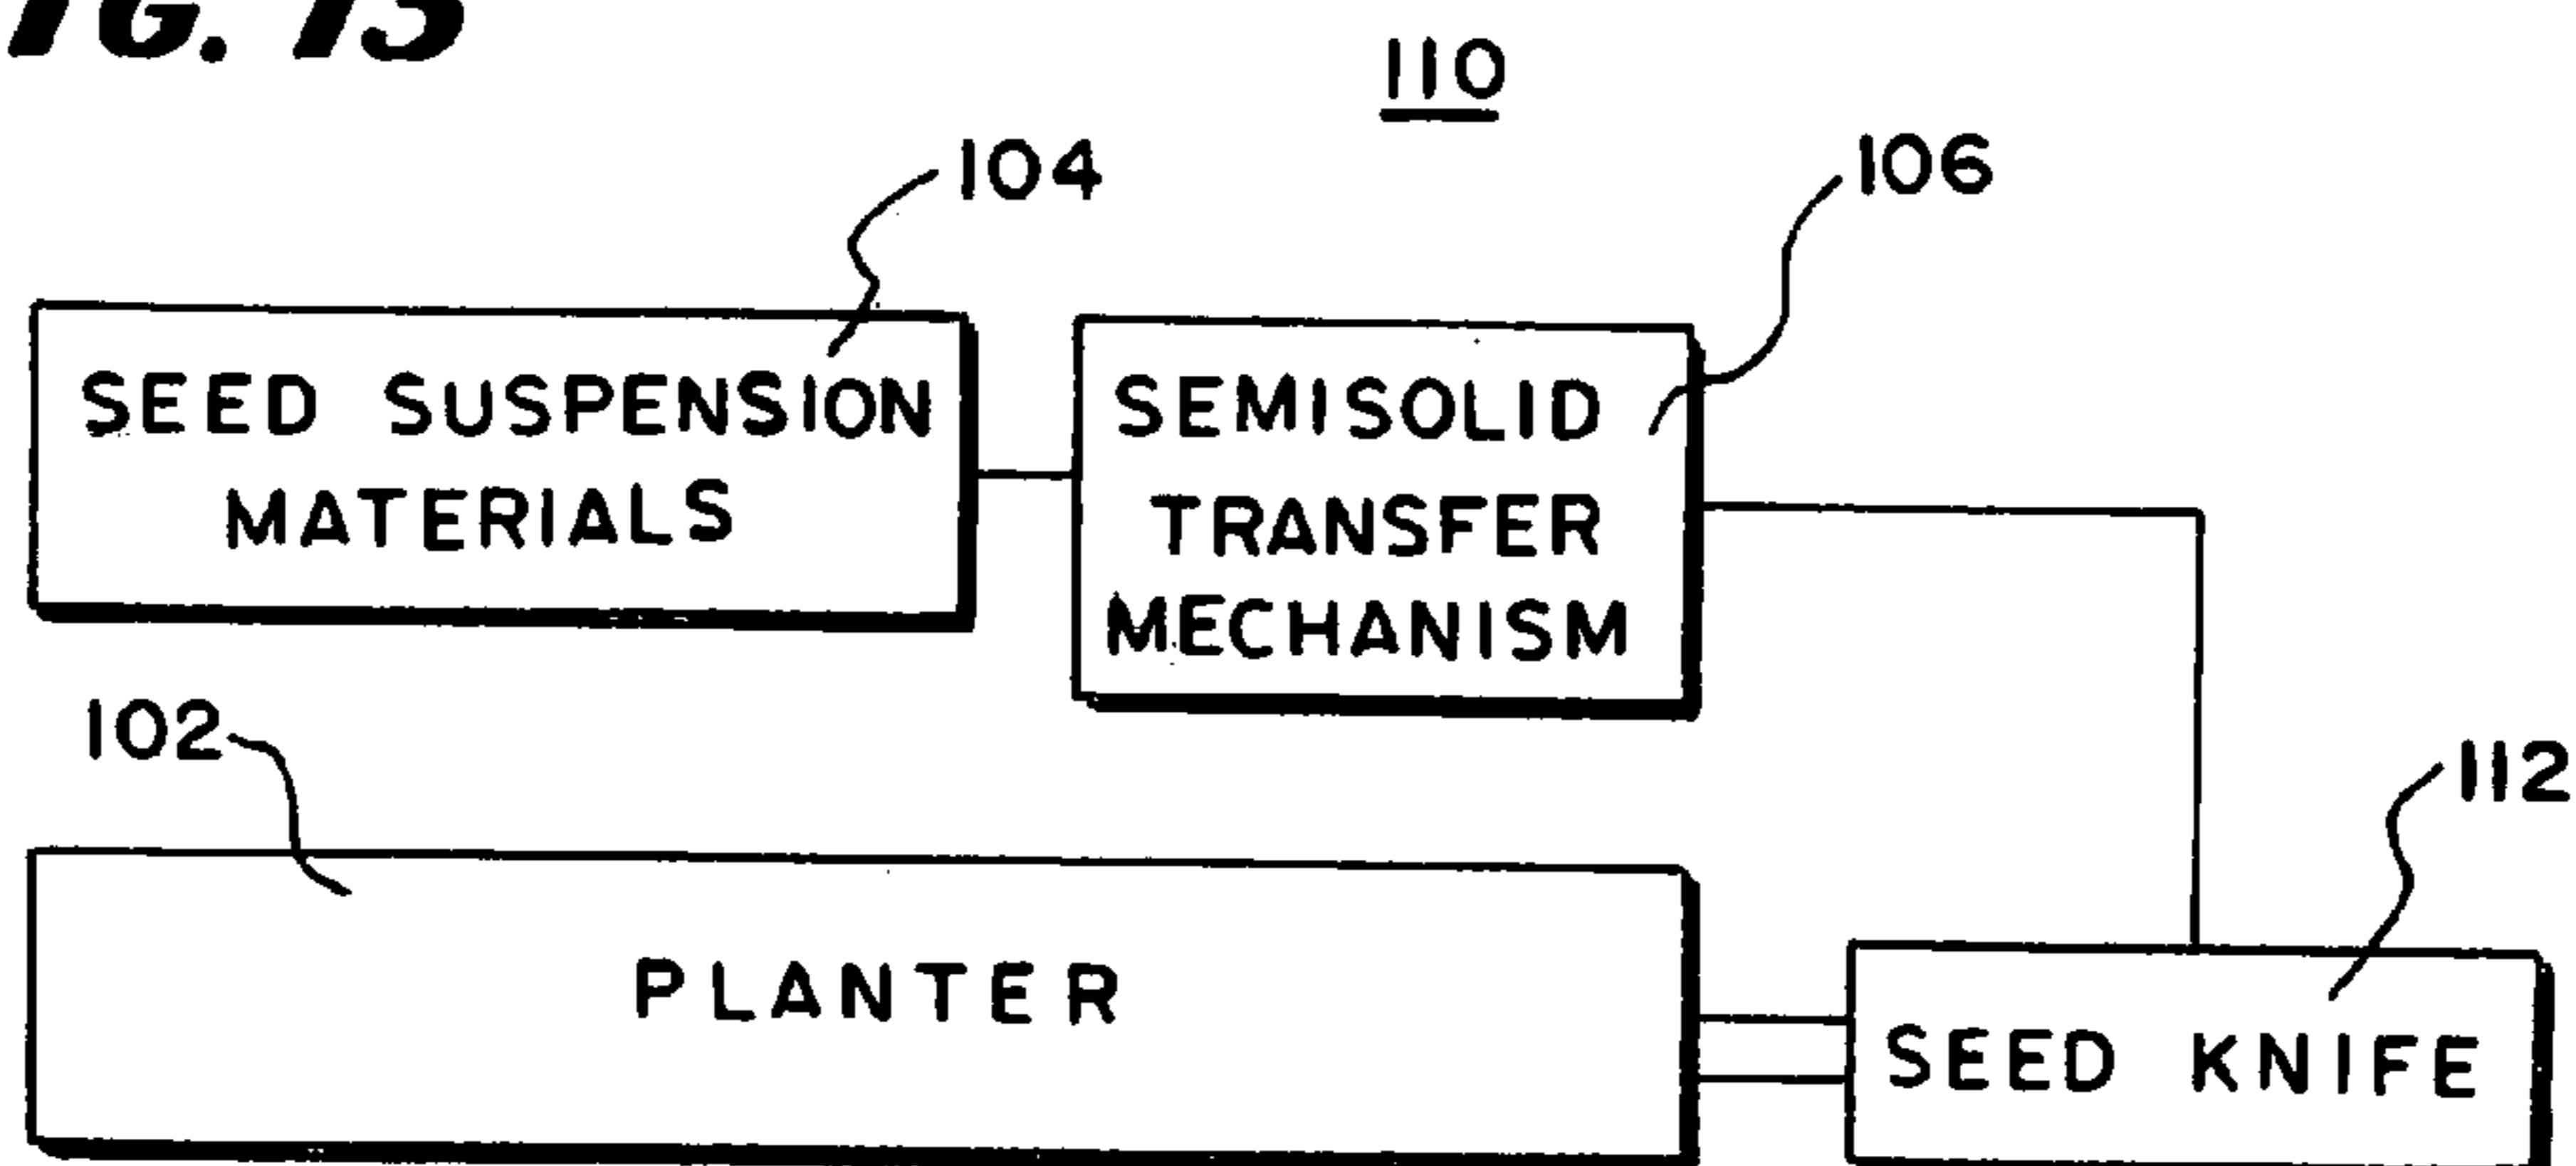 110
104
106
SEED SUSPENSION
MATERIALS
SEMISOLID
TRANSFER
MECHANISM
102
112
PLANTER
SEED KNIFE